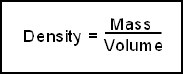 Density = Mass
Volume